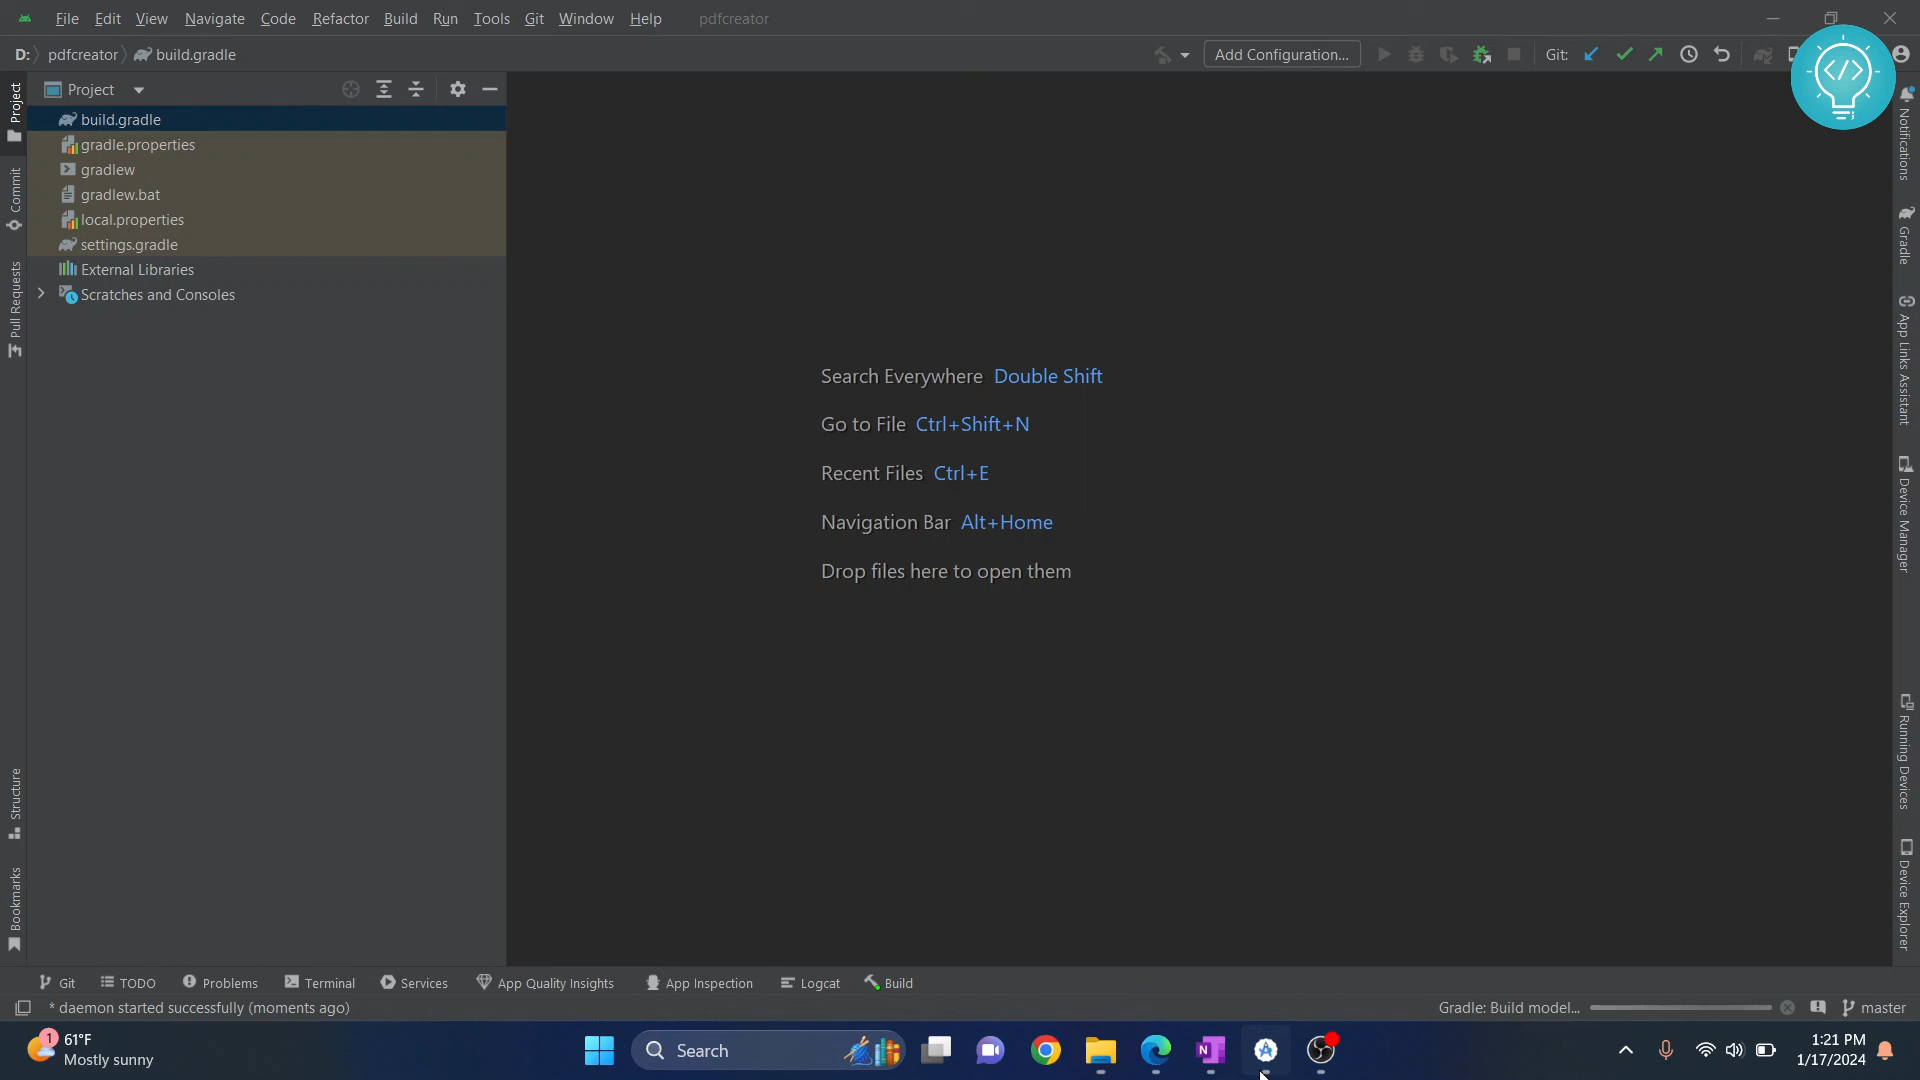 File Edit View Navigate Code Refactor Build Run Tools Git Window Help pdfcreator
D: pdfcreator build.gradle Add Configuration... Git:
Project
build.gradle
gradle.properties
gradlew
gradlew.bat
local.properties
settings.gradle
External Libraries
Scratches and Consoles
Project
Commit
Pull Requests
Structure
Bookmarks
Search Everywhere Double Shift
Go to File Ctrl+Shift+N
Recent Files Ctrl+E
Navigation Bar Alt+Home
Drop files here to open them
Notifications
Gradle
App Links Assistant
Device Manager
Running Devices
Device Explorer
Git TODO Problems Terminal Services App Quality Insights App Inspection Logcat Build
* daemon started successfully (moments ago) Gradle: Build model... master
1
61°F
Mostly sunny
Search
N
1:21 PM
1/17/2024